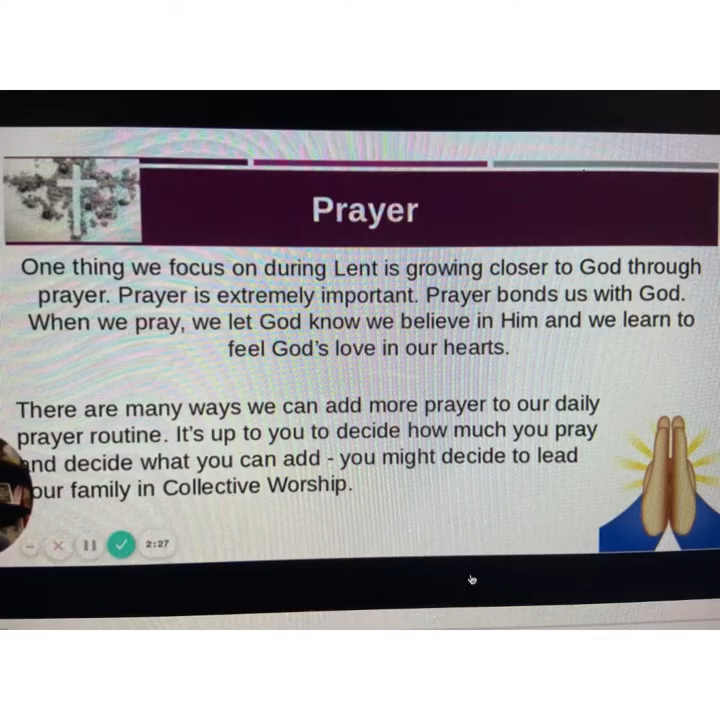 Prayer
One thing we focus on during Lent is growing closer to God through
prayer. Prayer is extremely important. Prayer bonds us with God.
When we pray, we let God know we believe in Him and we learn to
feel God's love in our hearts.
There are many ways we can add more prayer to our daily
prayer routine. It's up to you to decide how much you pray
and decide what you can add - you might decide to lead
our family in Collective Worship.
2:27